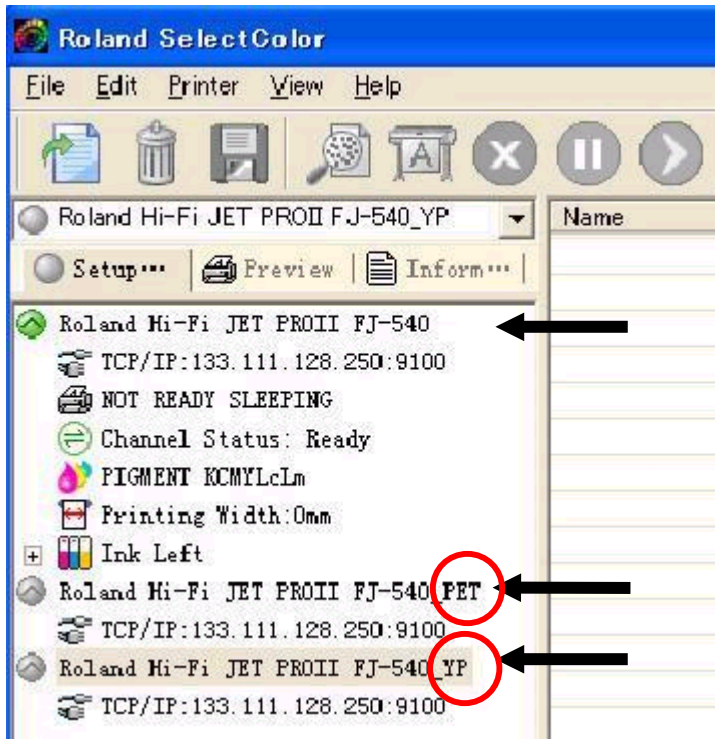 Roland SelectColor
File Edit Printer View Help
Roland Hi-Fi JET PROII FJ-540_YP
Name
Setup… Preview Inform…
Roland Hi-Fi JET PROII FJ-540
TCP/IP:133.111.128.250:9100
NOT READY SLEEPING
Channel Status: Ready
PIGMENT KCMYLcLm
Printing Width:0mm
Ink Left
Roland Hi-Fi JET PROII FJ-540_PET
TCP/IP:133.111.128.250:9100
Roland Hi-Fi JET PROII FJ-540_YP
TCP/IP:133.111.128.250:9100